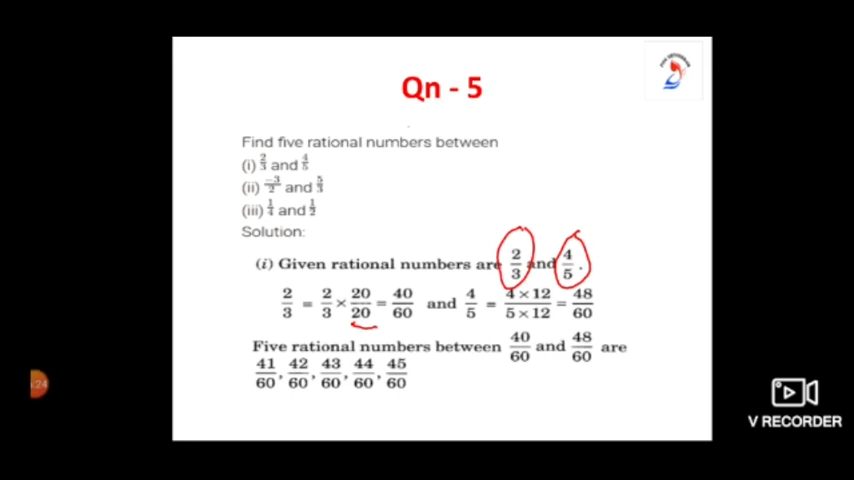 Qn - 5
Find five rational numbers between
(i) 2/3 and 4/5
(ii) -3/2 and 5/3
(iii) 1/4 and 1/2
Solution:
(i) Given rational numbers are 2/3 and 4/5.
2/3 = 2/3 × 20/20 = 40/60 and 4/5 = 4×12/5×12 = 48/60
Five rational numbers between 40/60 and 48/60 are
41/60, 42/60, 43/60, 44/60, 45/60
:24
V RECORDER